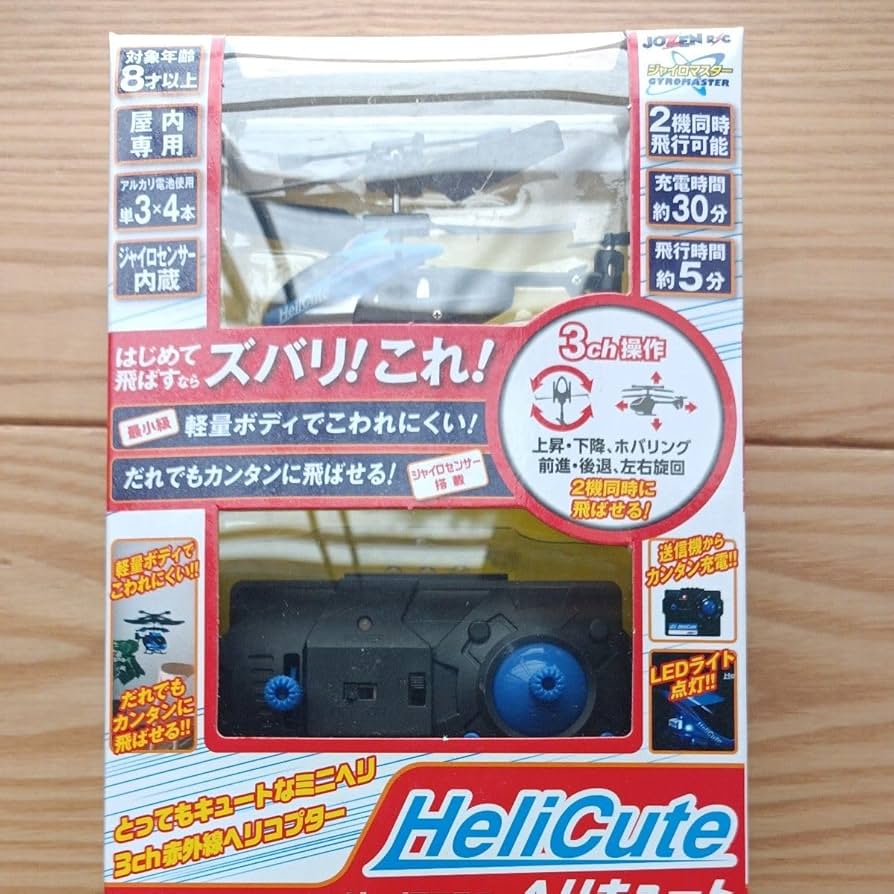 対象年齢
8才以上
屋内
専用
アルカリ電池使用
単3×4本
ジャイロセンサー
内蔵
JOZEN R/C
ジャイロマスター
GYROMASTER
2機同時
飛行可能
充電時間
約30分
飛行時間
約5分
HeliCute
はじめて
飛ばすなら
ズバリ!これ!
最小級
軽量ボディでこわれにくい!
だれでもカンタンに飛ばせる!
ジャイロセンサー
搭載
3ch操作
上昇・下降、ホバリング
前進・後退、左右旋回
2機同時に
飛ばせる!
軽量ボディで
こわれにくい!!
だれでも
カンタンに
飛ばせる!!
送信機から
カンタン充電!!
HeliCute
LEDライト
点灯!!
HeliCute
とってもキュートなミニヘリ
3ch赤外線ヘリコプター
HeliCute
ヘリキュート